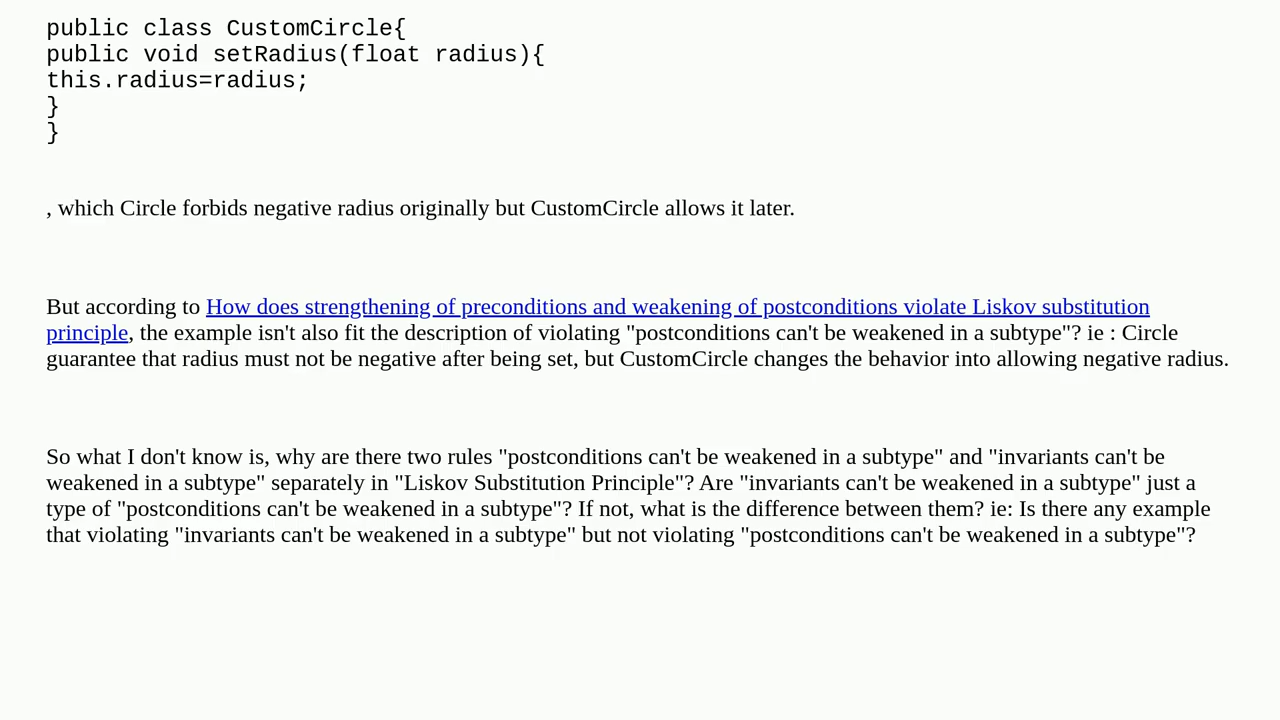 public class CustomCircle{
public void setRadius(float radius){
this.radius=radius;
}
}
, which Circle forbids negative radius originally but CustomCircle allows it later.
But according to How does strengthening of preconditions and weakening of postconditions violate Liskov substitution
principle, the example isn't also fit the description of violating "postconditions can't be weakened in a subtype"? ie : Circle
guarantee that radius must not be negative after being set, but CustomCircle changes the behavior into allowing negative radius.
So what I don't know is, why are there two rules "postconditions can't be weakened in a subtype" and "invariants can't be
weakened in a subtype" separately in "Liskov Substitution Principle"? Are "invariants can't be weakened in a subtype" just a
type of "postconditions can't be weakened in a subtype"? If not, what is the difference between them? ie: Is there any example
that violating "invariants can't be weakened in a subtype" but not violating "postconditions can't be weakened in a subtype"?